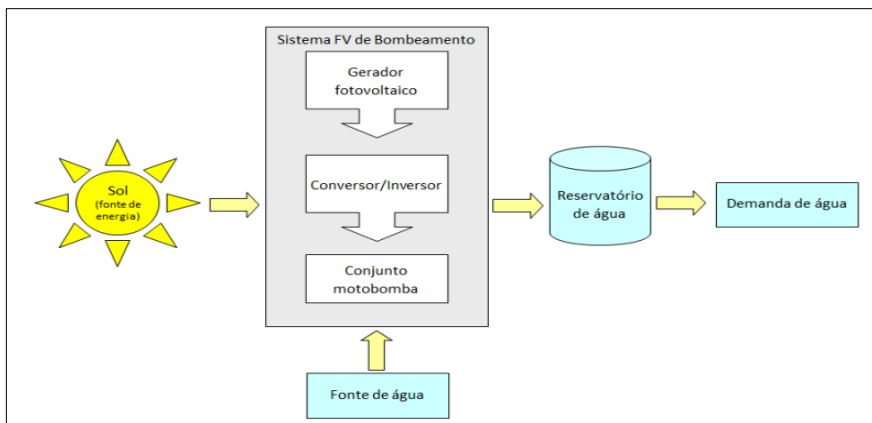 Sistema FV de Bombeamento
Gerador
fotovoltaico
Sol
(fonte de
energia)
Conversor/Inversor
Reservatório
de água
Demanda de água
Conjunto
motobomba
Fonte de água